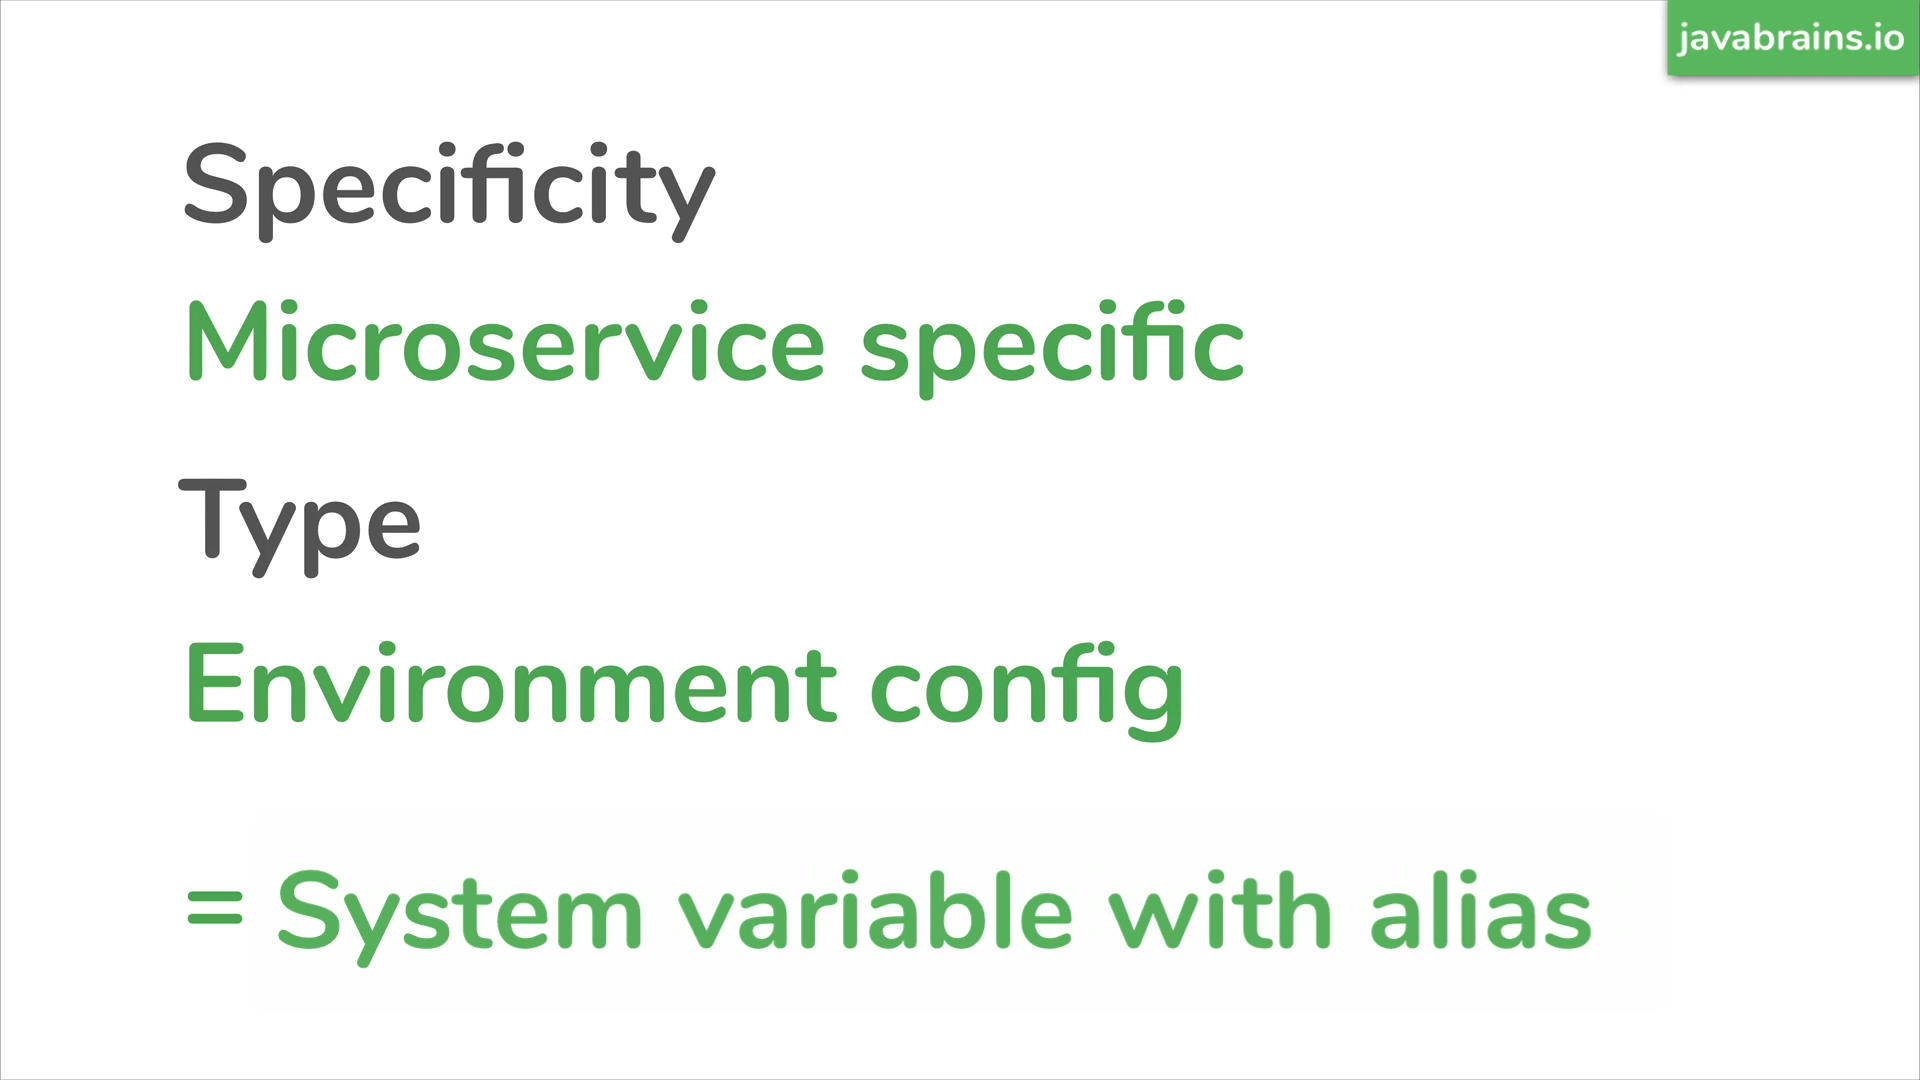 javabrains.io
Specificity
Microservice specific
Type
Environment config
= System variable with alias